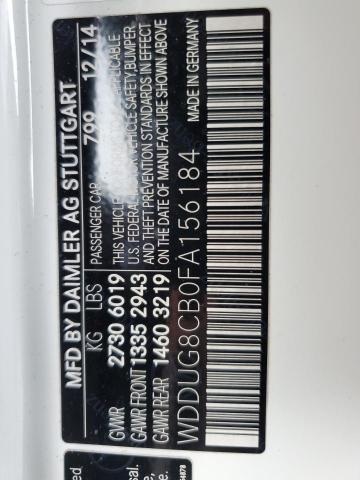 MFD BY DAIMLER AG STUTTGART
KG LBS
GVWR 2730 6019
GAWR FRONT 1335 2943
GAWR REAR 1460 3219
PASSENGER CAR 799 12/14
THIS VEHICLE APPLICABLE
U.S. FEDERAL VEHICLE SAFETY, BUMPER,
AND THEFT PREVENTION STANDARDS IN EFFECT
ON THE DATE OF MANUFACTURE SHOWN ABOVE
MADE IN GERMANY
WDDUG8CB0FA156184